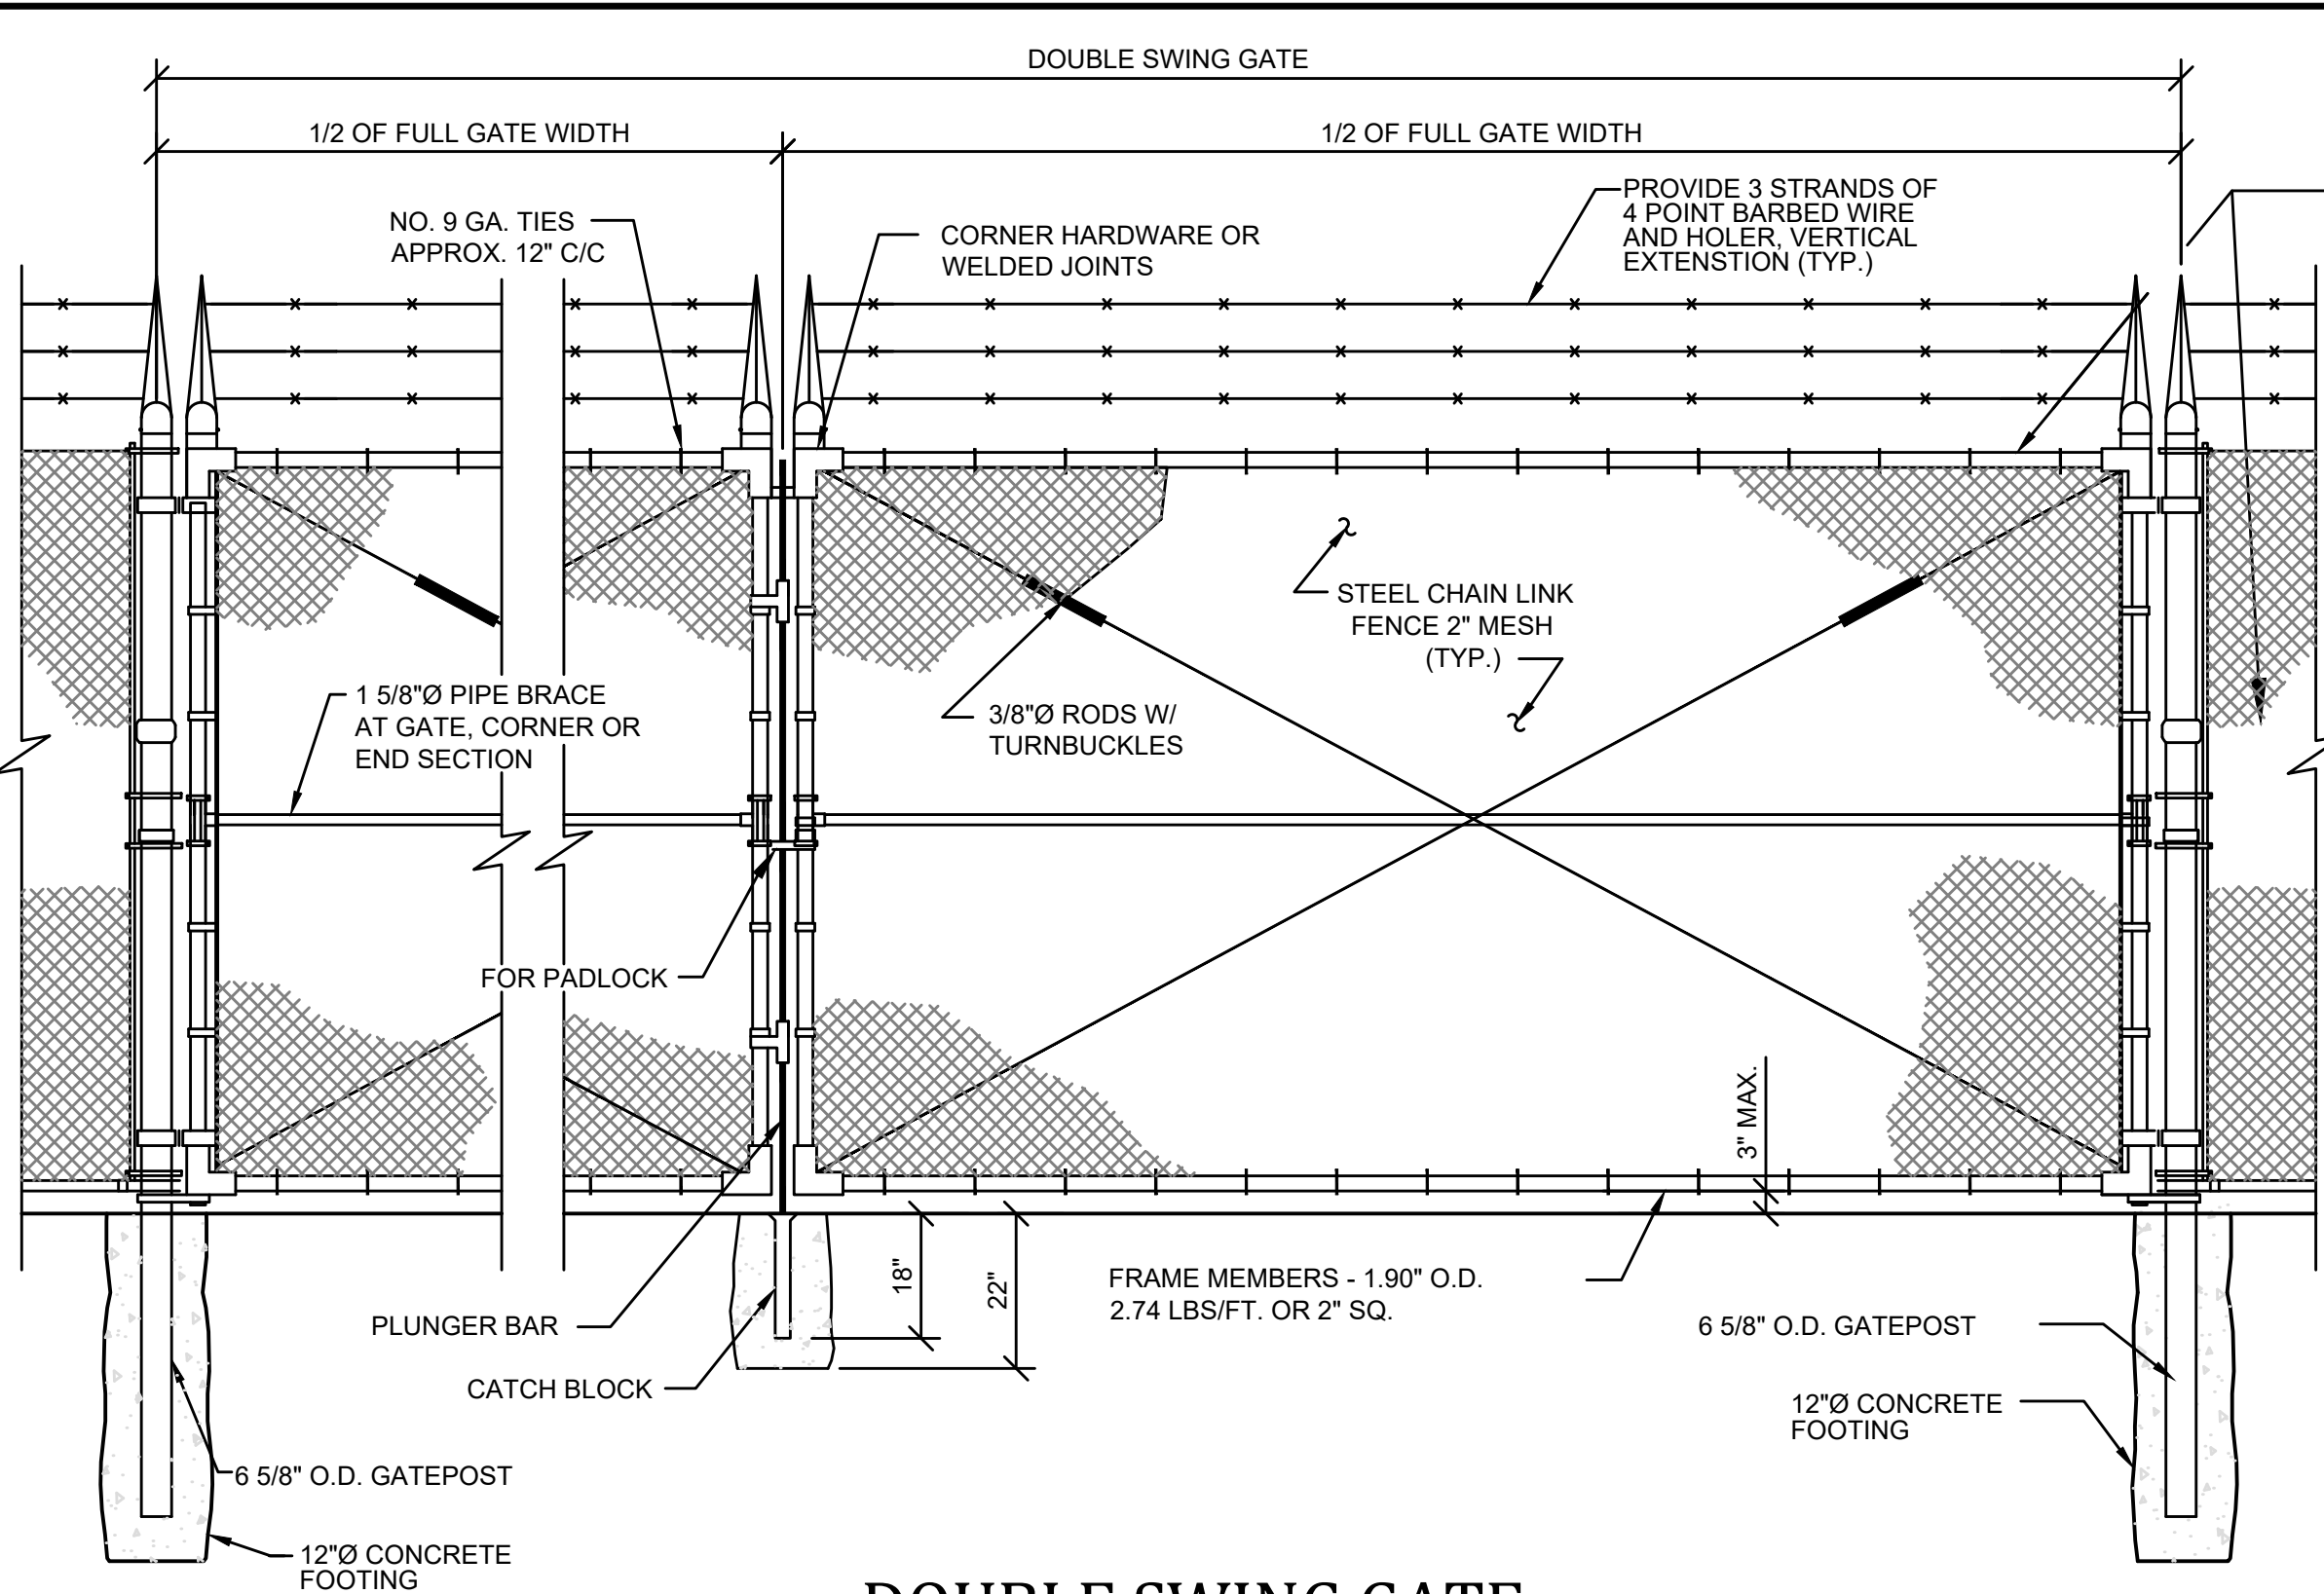 DOUBLE SWING GATE
1/2 OF FULL GATE WIDTH
1/2 OF FULL GATE WIDTH
NO. 9 GA. TIES
APPROX. 12" C/C
CORNER HARDWARE OR
WELDED JOINTS
PROVIDE 3 STRANDS OF
4 POINT BARBED WIRE
AND HOLER, VERTICAL
EXTENSTION (TYP.)
STEEL CHAIN LINK
FENCE 2" MESH
(TYP.)
1 5/8"Ø PIPE BRACE
AT GATE, CORNER OR
END SECTION
3/8"Ø RODS W/
TURNBUCKLES
FOR PADLOCK
3" MAX.
18"
22"
FRAME MEMBERS - 1.90" O.D.
2.74 LBS/FT. OR 2" SQ.
PLUNGER BAR
CATCH BLOCK
6 5/8" O.D. GATEPOST
12"Ø CONCRETE
FOOTING
6 5/8" O.D. GATEPOST
12"Ø CONCRETE
FOOTING
DOUBLE SWING GATE